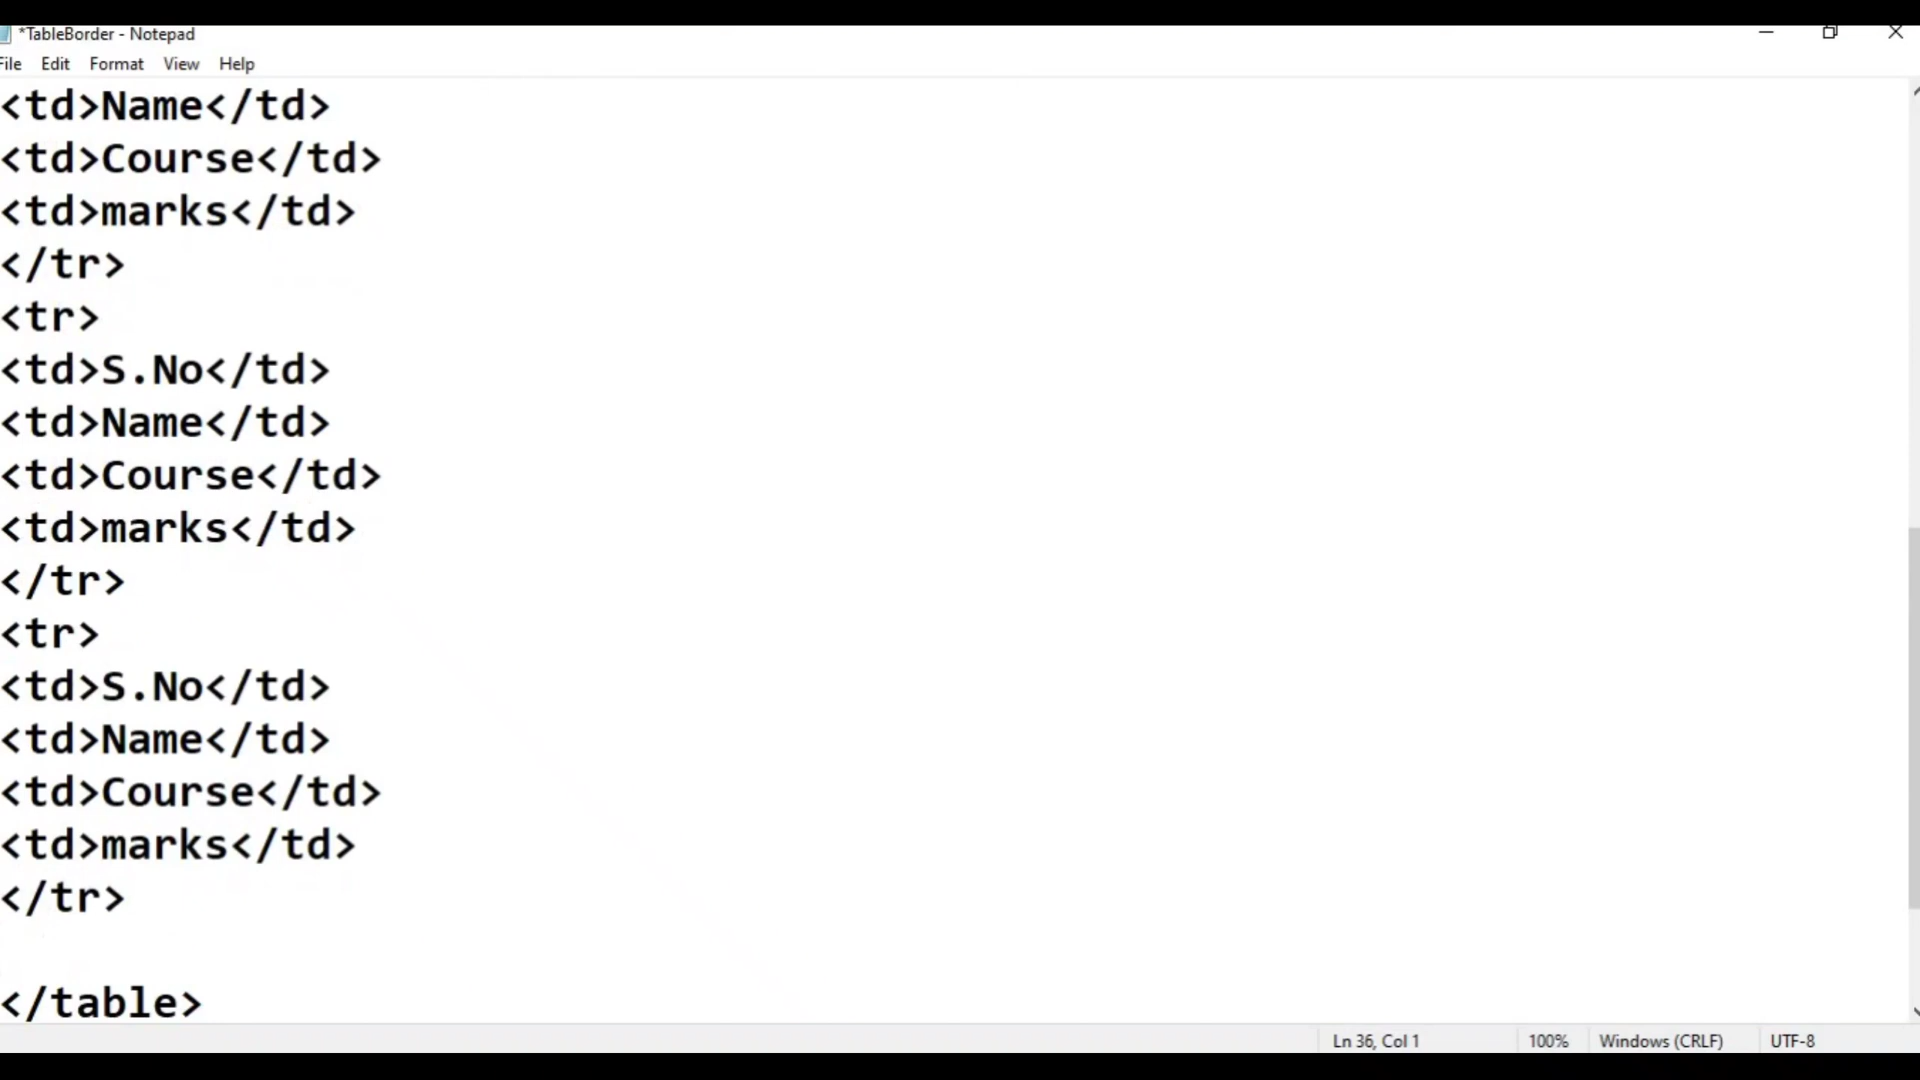 *TableBorder - Notepad
File Edit Format View Help
<td>Name</td>
<td>Course</td>
<td>marks</td>
</tr>
<tr>
<td>S.No</td>
<td>Name</td>
<td>Course</td>
<td>marks</td>
</tr>
<tr>
<td>S.No</td>
<td>Name</td>
<td>Course</td>
<td>marks</td>
</tr>
</table>
Ln 36, Col 1 100% Windows (CRLF) UTF-8